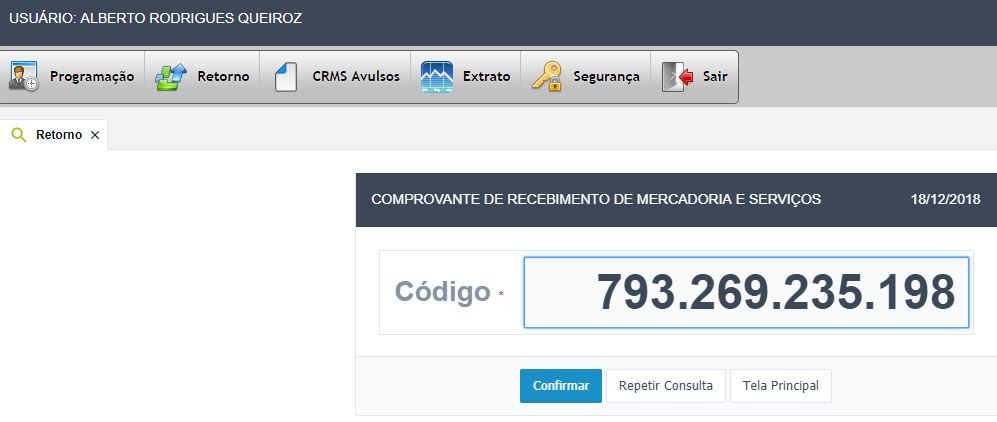 USUÁRIO: ALBERTO RODRIGUES QUEIROZ
Programação Retorno CRMS Avulsos Extrato Segurança Sair
Retorno ×
COMPROVANTE DE RECEBIMENTO DE MERCADORIA E SERVIÇOS 18/12/2018
Código * 793.269.235.198
Confirmar Repetir Consulta Tela Principal